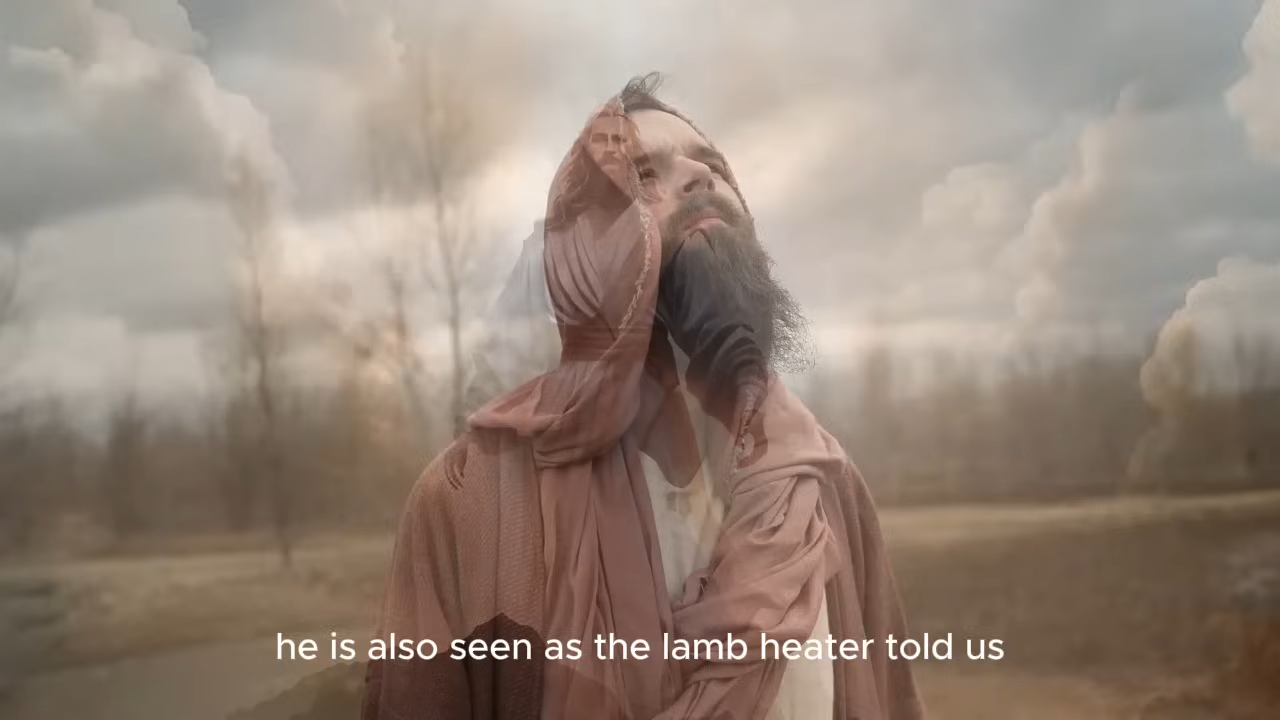 he is also seen as the lamb heater told us